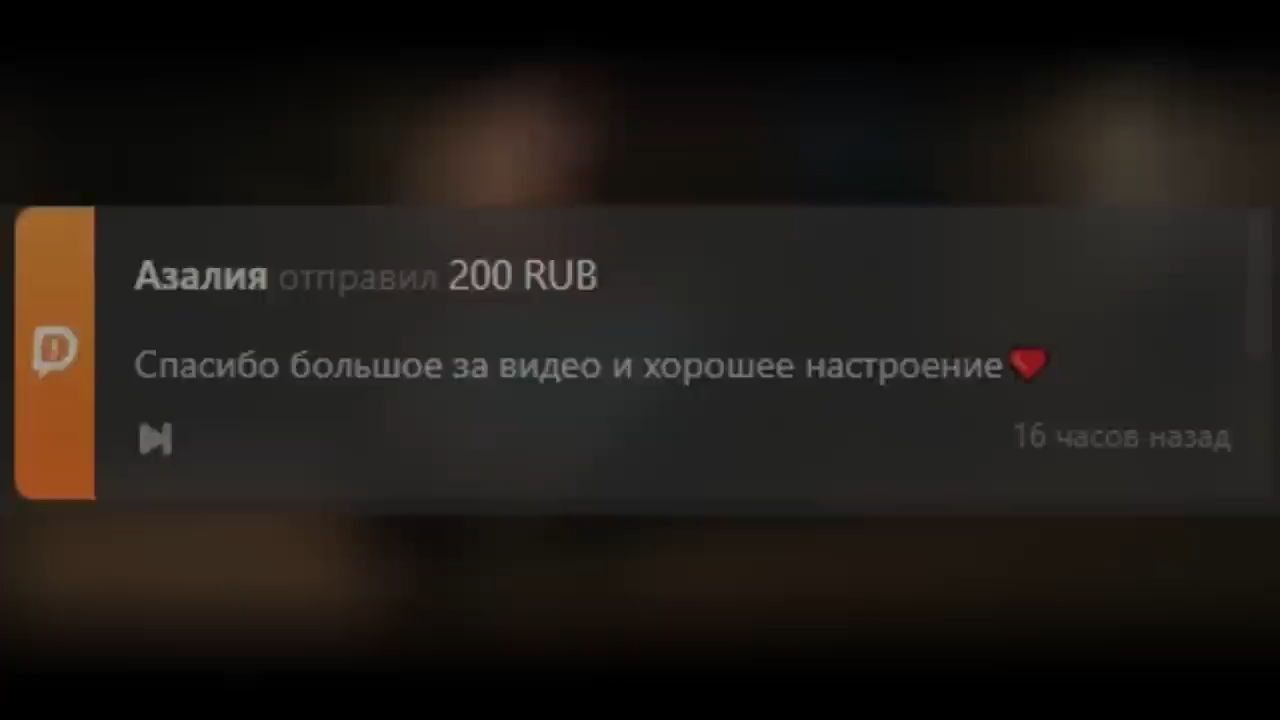 Азалия отправил 200 RUB
Спасибо большое за видео и хорошее настроение❤
16 часов назад